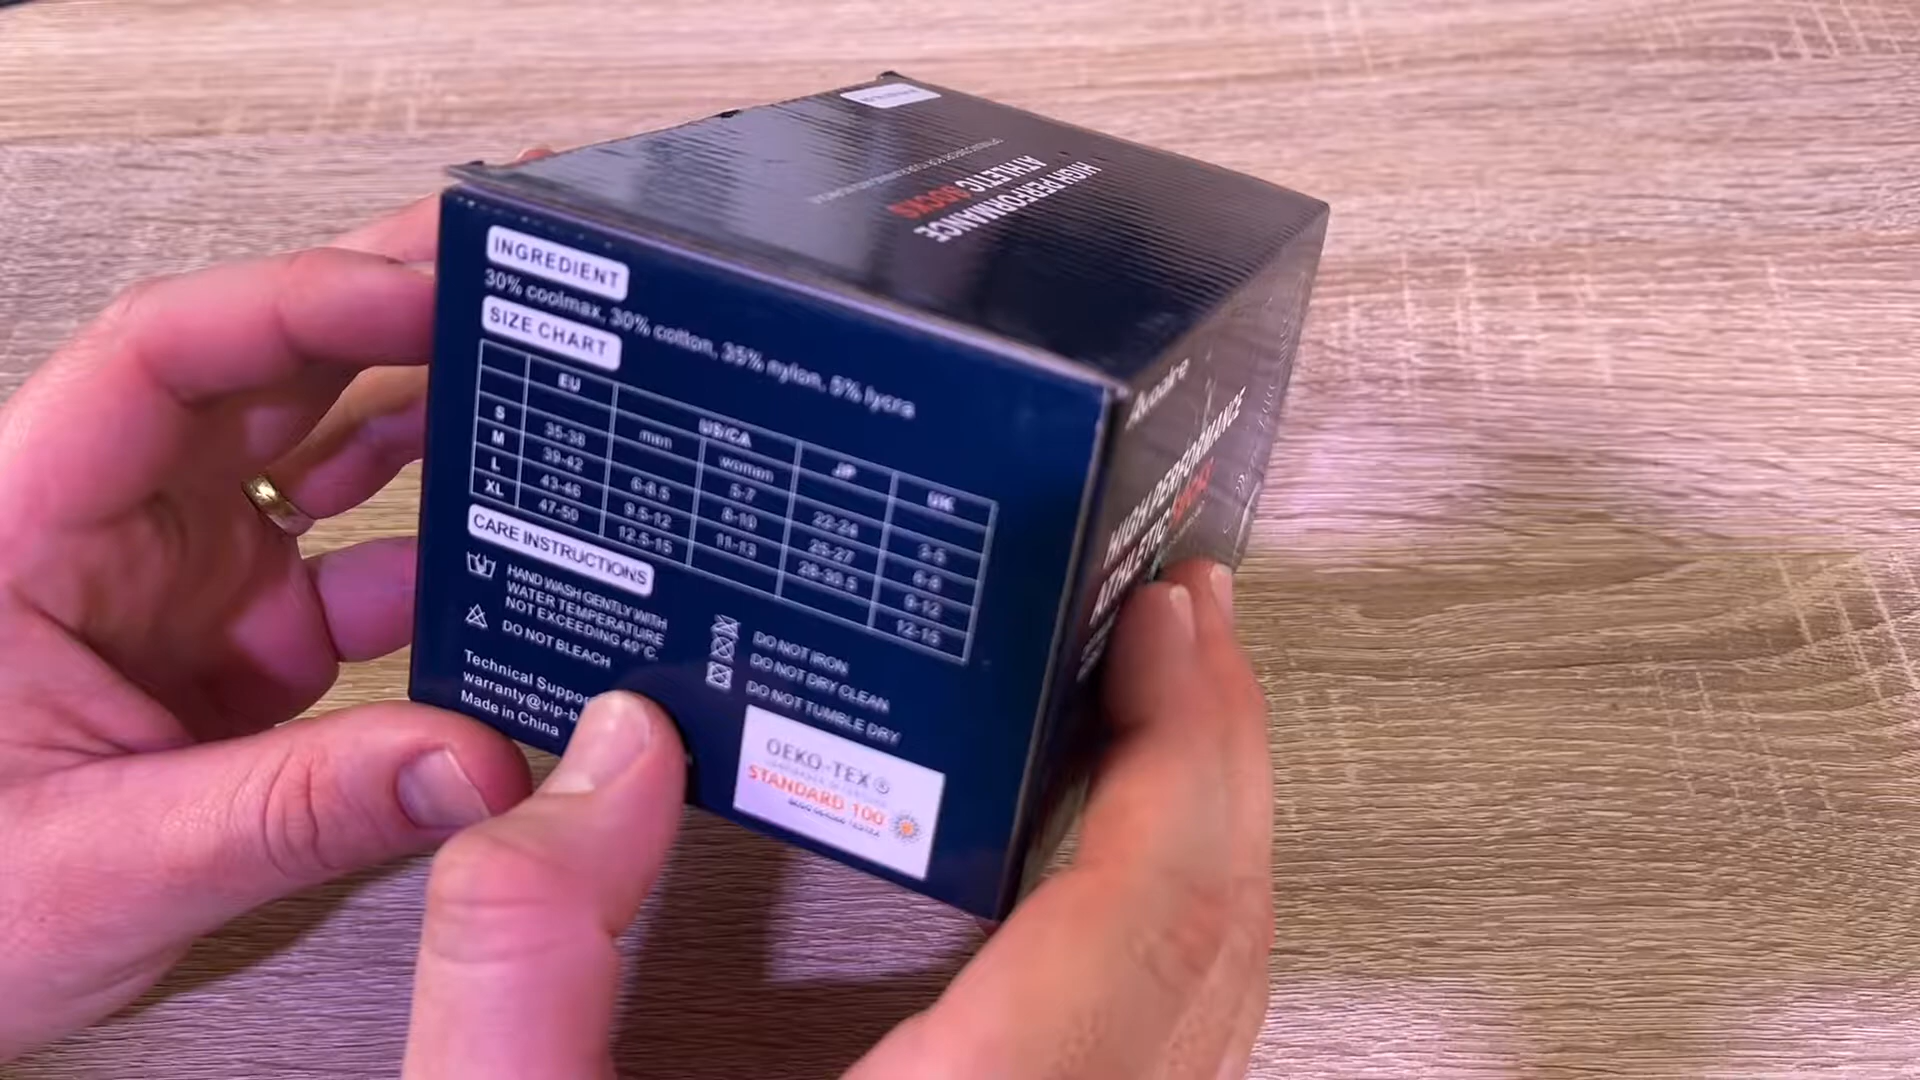 HIGH PERFORMANCE
ATHLETIC SOCKS
INGREDIENT
30% coolmax, 30% cotton, 35% nylon, 5% lycra
SIZE CHART
EU US/CA JP UK
men women
S 35-38 5-7 22-24 3-5
M 39-42 6-8.5 8-10 25-27
L 43-46 9.5-12 11-13 28-30.5 9-12
XL 47-50 12.5-15 12-15
CARE INSTRUCTIONS
HAND WASH GENTLY WITH
WATER TEMPERATURE
NOT EXCEEDING 40°C.
DO NOT BLEACH
DO NOT IRON
DO NOT DRY CLEAN
DO NOT TUMBLE DRY
Technical Suppor
warranty@vip-b
Made in China
OEKO-TEX®
STANDARD 100
HIGH PERFORMANCE
ATHLETIC SOCKS